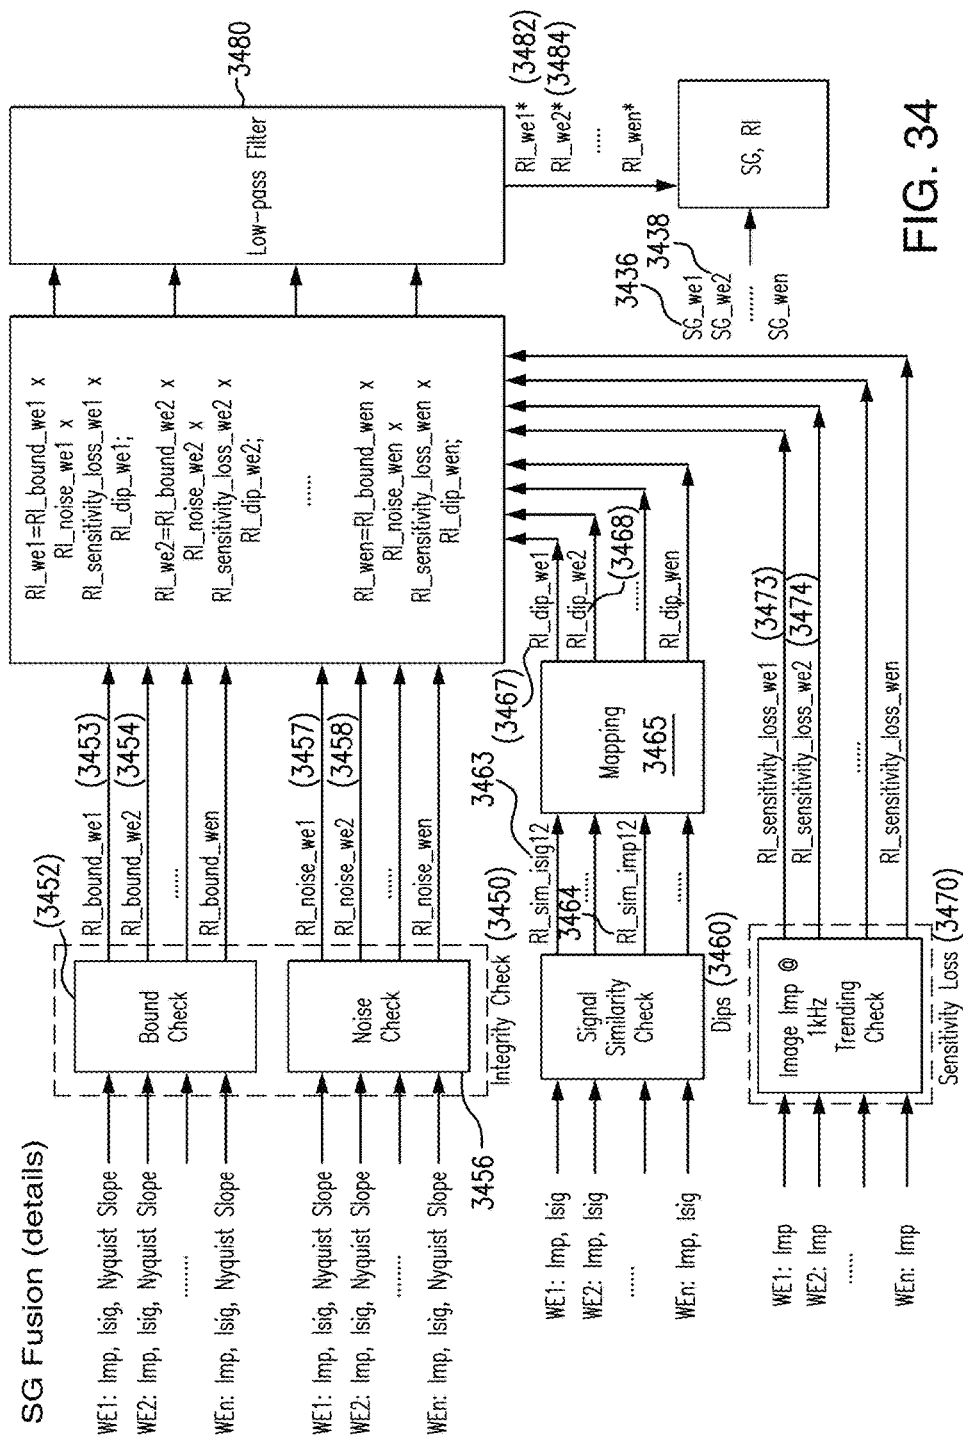 SG Fusion (details)
WE1: Imp, Isig, Nyquist Slope
WE2: Imp, Isig, Nyquist Slope
........
WEn: Imp, Isig, Nyquist Slope
WE1: Imp, Isig, Nyquist Slope
WE2: Imp, Isig, Nyquist Slope
........
WEn: Imp, Isig, Nyquist Slope
3456
WE1: Imp, Isig
WE2: Imp, Isig
......
WEn: Imp, Isig
WE1: Imp
WE2: Imp
......
WEn: Imp
(3452)
Bound
Check
Noise
Check
Integrity Check (3450)
Signal
Similarity
Check
Dips (3460)
Image Imp @
1kHz
Trending
Check
Sensitivity Loss (3470)
RI_bound_we1 (3453)
RI_bound_we2 (3454)
......
RI_bound_wen
RI_noise_we1 (3457)
RI_noise_we2 (3458)
......
RI_noise_wen
3463
RI_sim_isig12
......
3464
RI_sim_imp12
......
Mapping
3465
(3467)
RI_dip_we1
RI_dip_we2
(3468)
......
RI_dip_wen
RI_sensitivity_loss_we1 (3473)
RI_sensitivity_loss_we2 (3474)
......
RI_sensitivity_loss_wen
RI_we1=RI_bound_we1 x
RI_noise_we1 x
RI_sensitivity_loss_we1 x
RI_dip_we1;
RI_we2=RI_bound_we2 x
RI_noise_we2 x
RI_sensitivity_loss_we2 x
RI_dip_we2;
......
RI_wen=RI_bound_wen x
RI_noise_wen x
RI_sensitivity_loss_wen x
RI_dip_wen;
Low-pass Filter
3480
RI_we1* (3482)
RI_we2* (3484)
......
RI_wen*
3436
3438
SG_we1
SG_we2
.......
SG_wen
SG, RI
FIG. 34